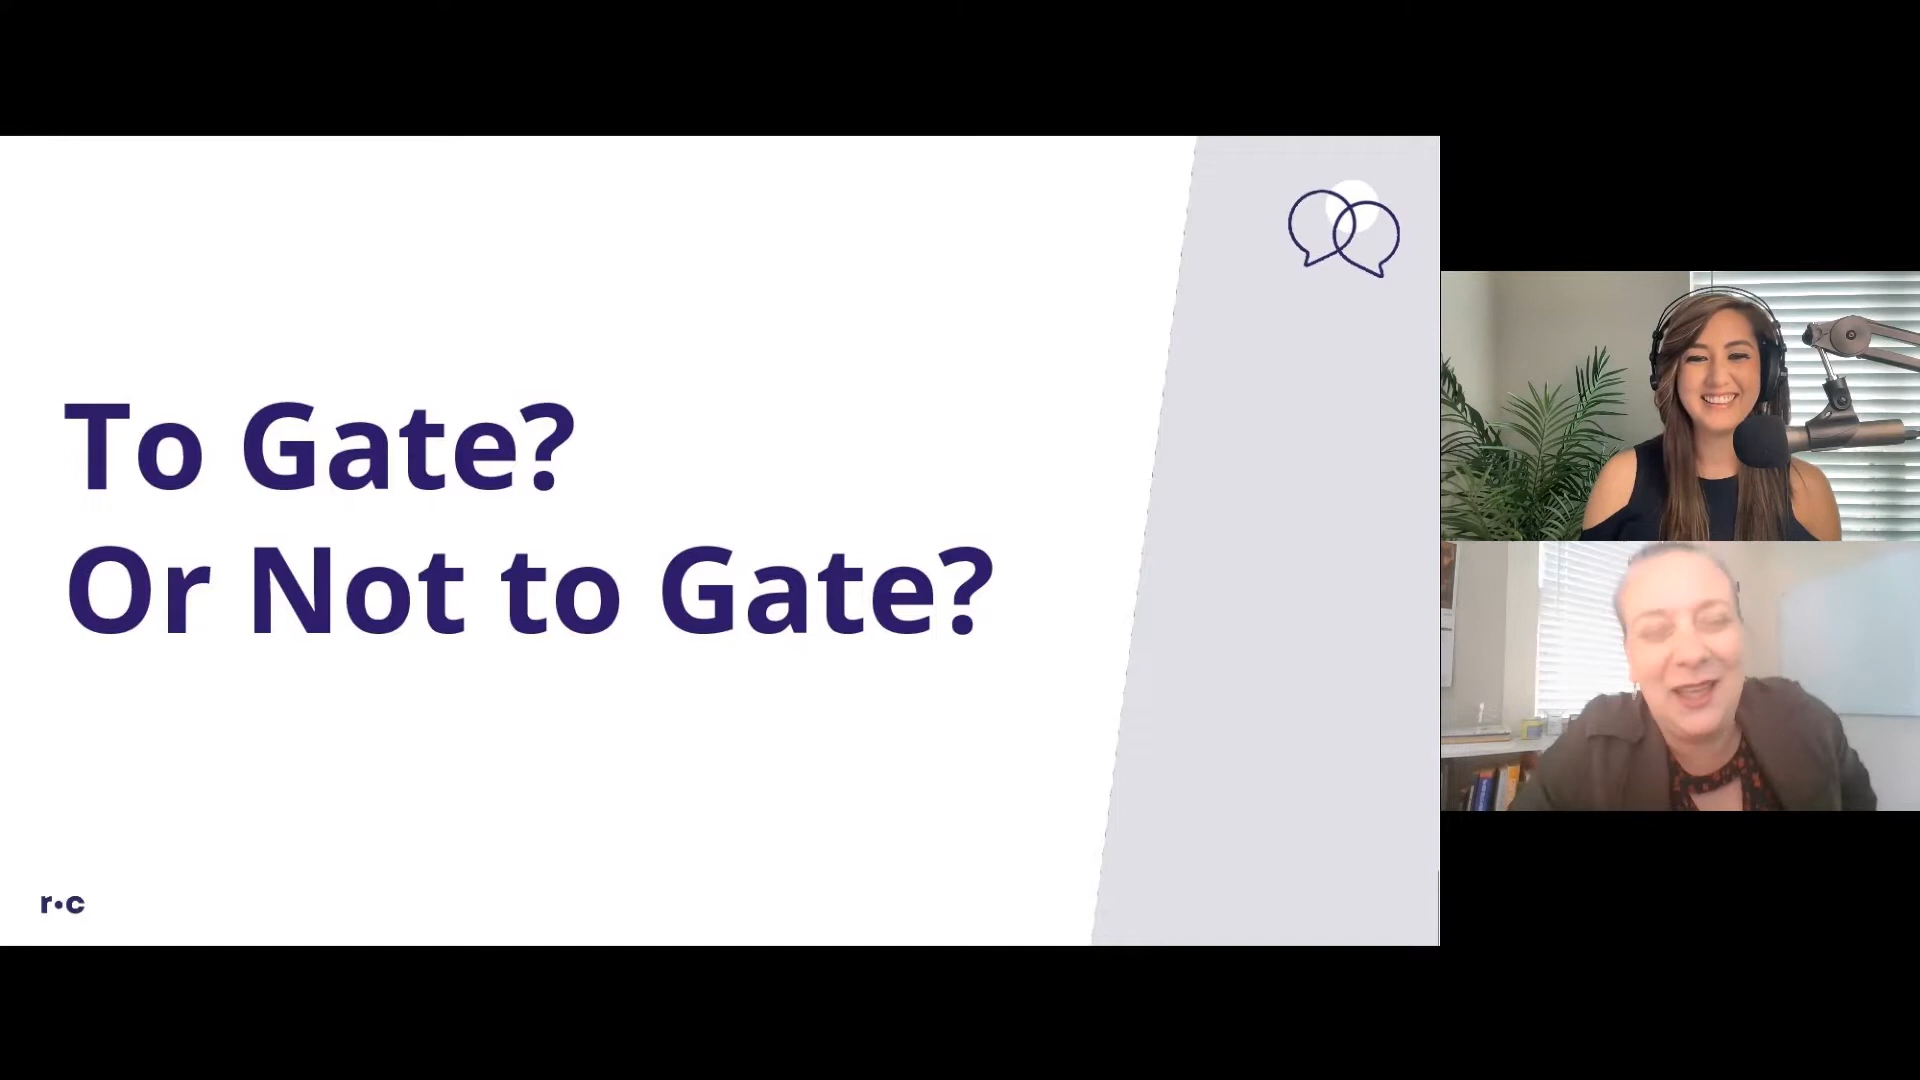 To Gate?
Or Not to Gate?
r•c